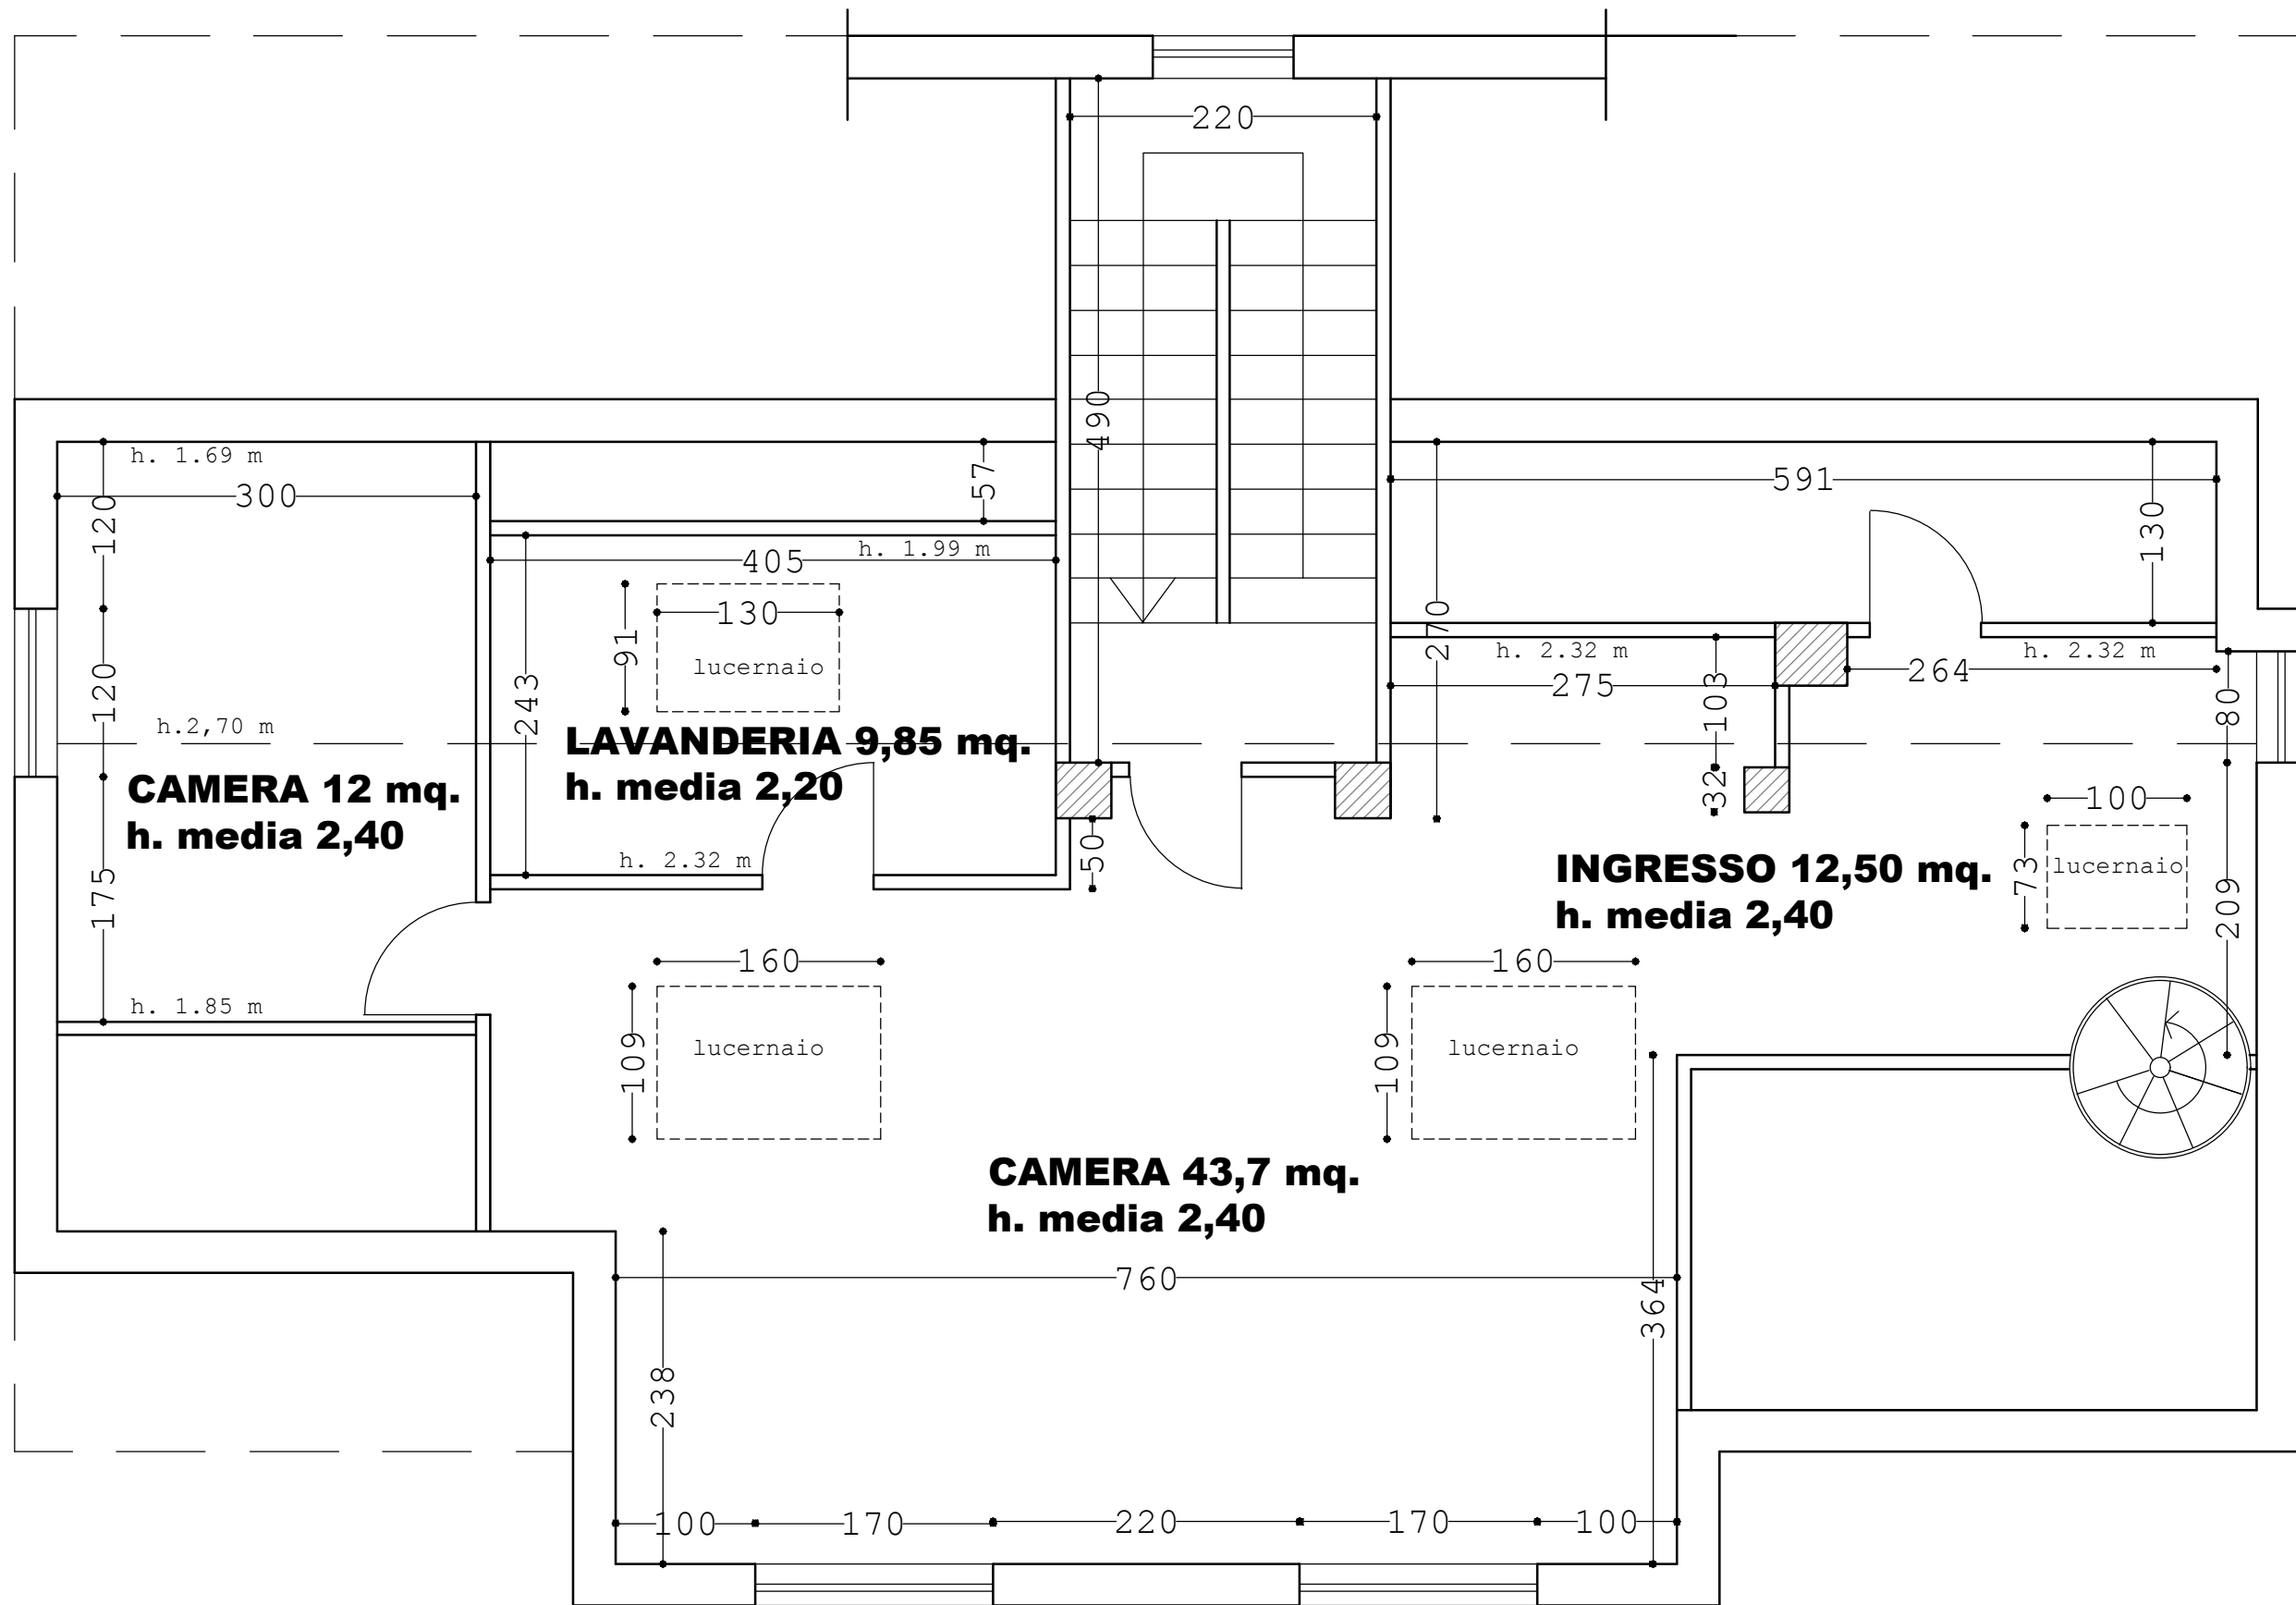 220
490
h. 1.69 m
300
120
57
591
130
h. 1.99 m
405
130
91
lucernaio
270
h. 2.32 m
h. 2.32 m
264
275
103
120
243
80
h.2,70 m
LAVANDERIA 9,85 mq.
h. media 2,20
CAMERA 12 mq.
h. media 2,40
32
100
h. 2.32 m
50
175
INGRESSO 12,50 mq.
h. media 2,40
73
lucernaio
209
160
160
h. 1.85 m
109
lucernaio
109
lucernaio
CAMERA 43,7 mq.
h. media 2,40
760
364
238
100
170
220
170
100